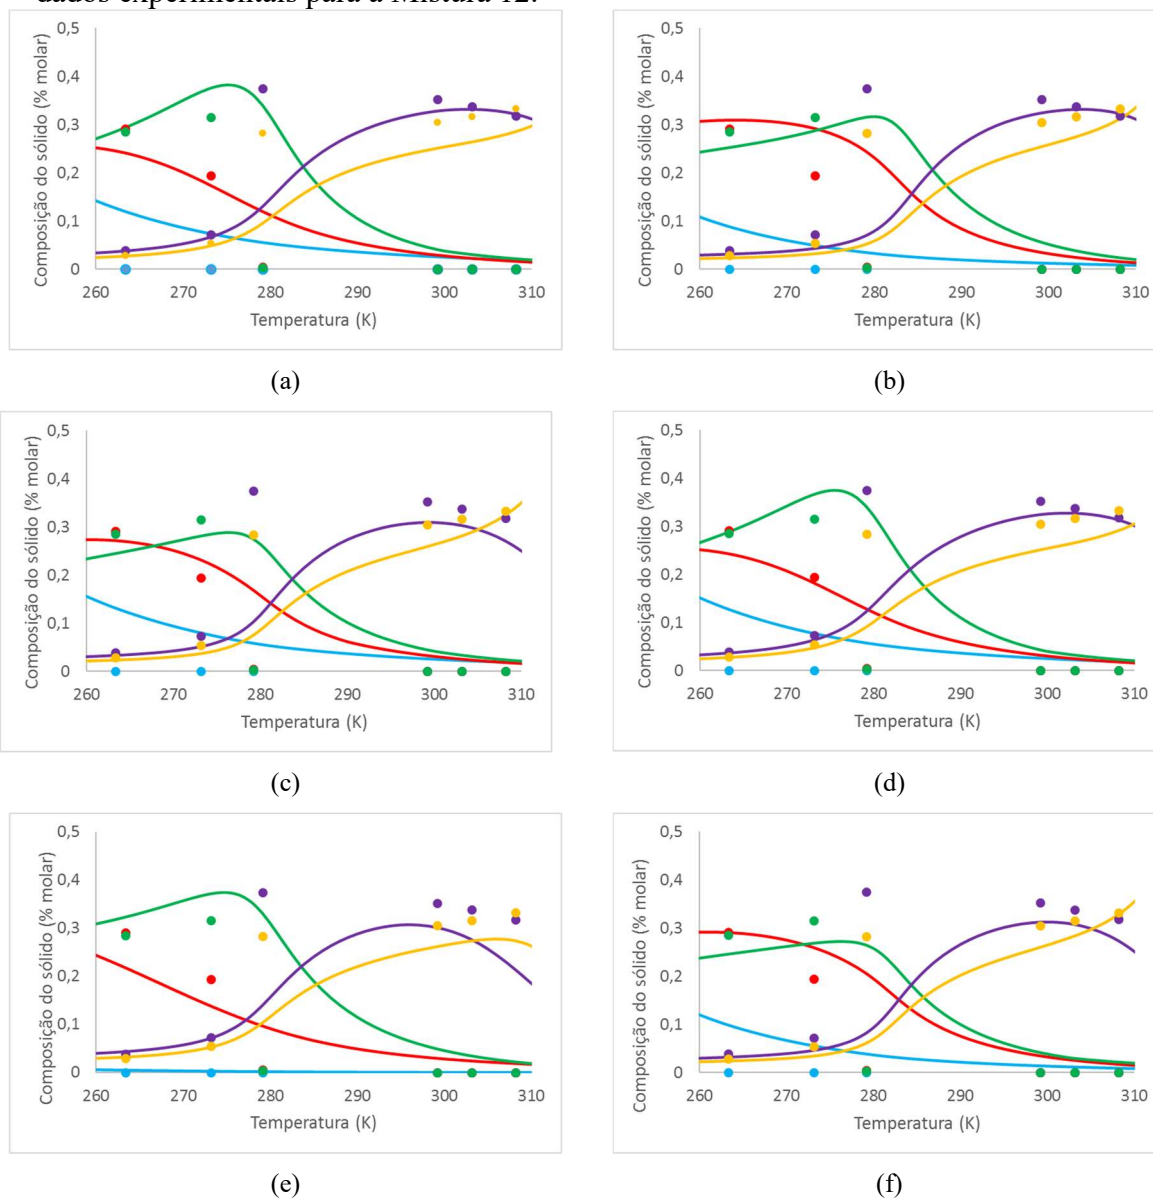 dados experimentais para a Mistura 12.
0,5
0,4
0,3
0,2
0,1
0
Composição do sólido (% molar)
260 270 280 290 300 310
Temperatura (K)
(a)
0,5
0,4
0,3
0,2
0,1
0
Composição do sólido (% molar)
260 270 280 290 300 310
Temperatura (K)
(b)
0,5
0,4
0,3
0,2
0,1
0
Composição do sólido (% molar)
260 270 280 290 300 310
Temperatura (K)
(c)
0,5
0,4
0,3
0,2
0,1
0
Composição do sólido (% molar)
260 270 280 290 300 310
Temperatura (K)
(d)
0,5
0,4
0,3
0,2
0,1
0
Composição do sólido (% molar)
260 270 280 290 300 310
Temperatura (K)
(e)
0,5
0,4
0,3
0,2
0,1
0
Composição do sólido (% molar)
260 270 280 290 300 310
Temperatura (K)
(f)